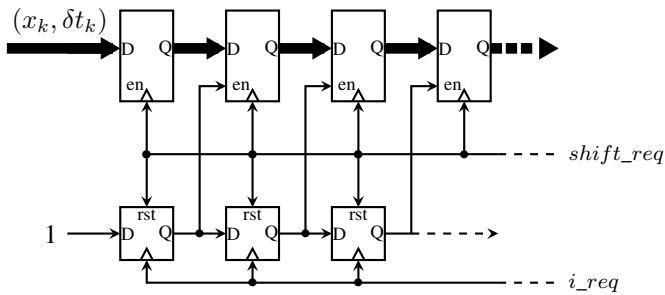 (x_k, δt_k)
D Q D Q D Q D Q
en en en en
shift_req
rst rst rst
1 D Q D Q D Q
i_req